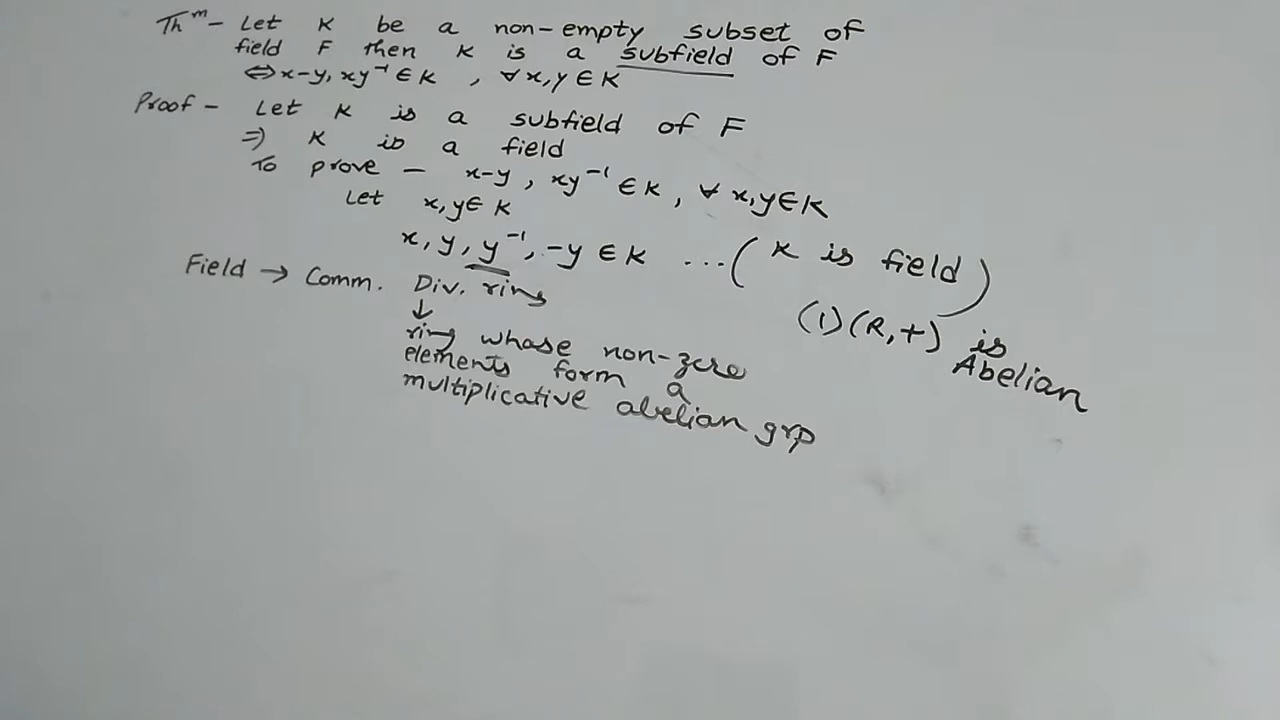 Thᵐ- Let K be a non-empty subset of
field F then K is a subfield of F
⇔ x-y, xy⁻¹ ∈ K , ∀ x,y ∈ K
Proof - Let K is a subfield of F
⇒ K is a field
To prove - x-y , xy⁻¹ ∈ K , ∀ x,y ∈ K
Let x,y ∈ K
x, y, y⁻¹, -y ∈ K ...( K is field )
Field → Comm. Div. ring
(1) (R,+) is
Abelian
↓
ring whose non-zero
elements form a
multiplicative abelian grp